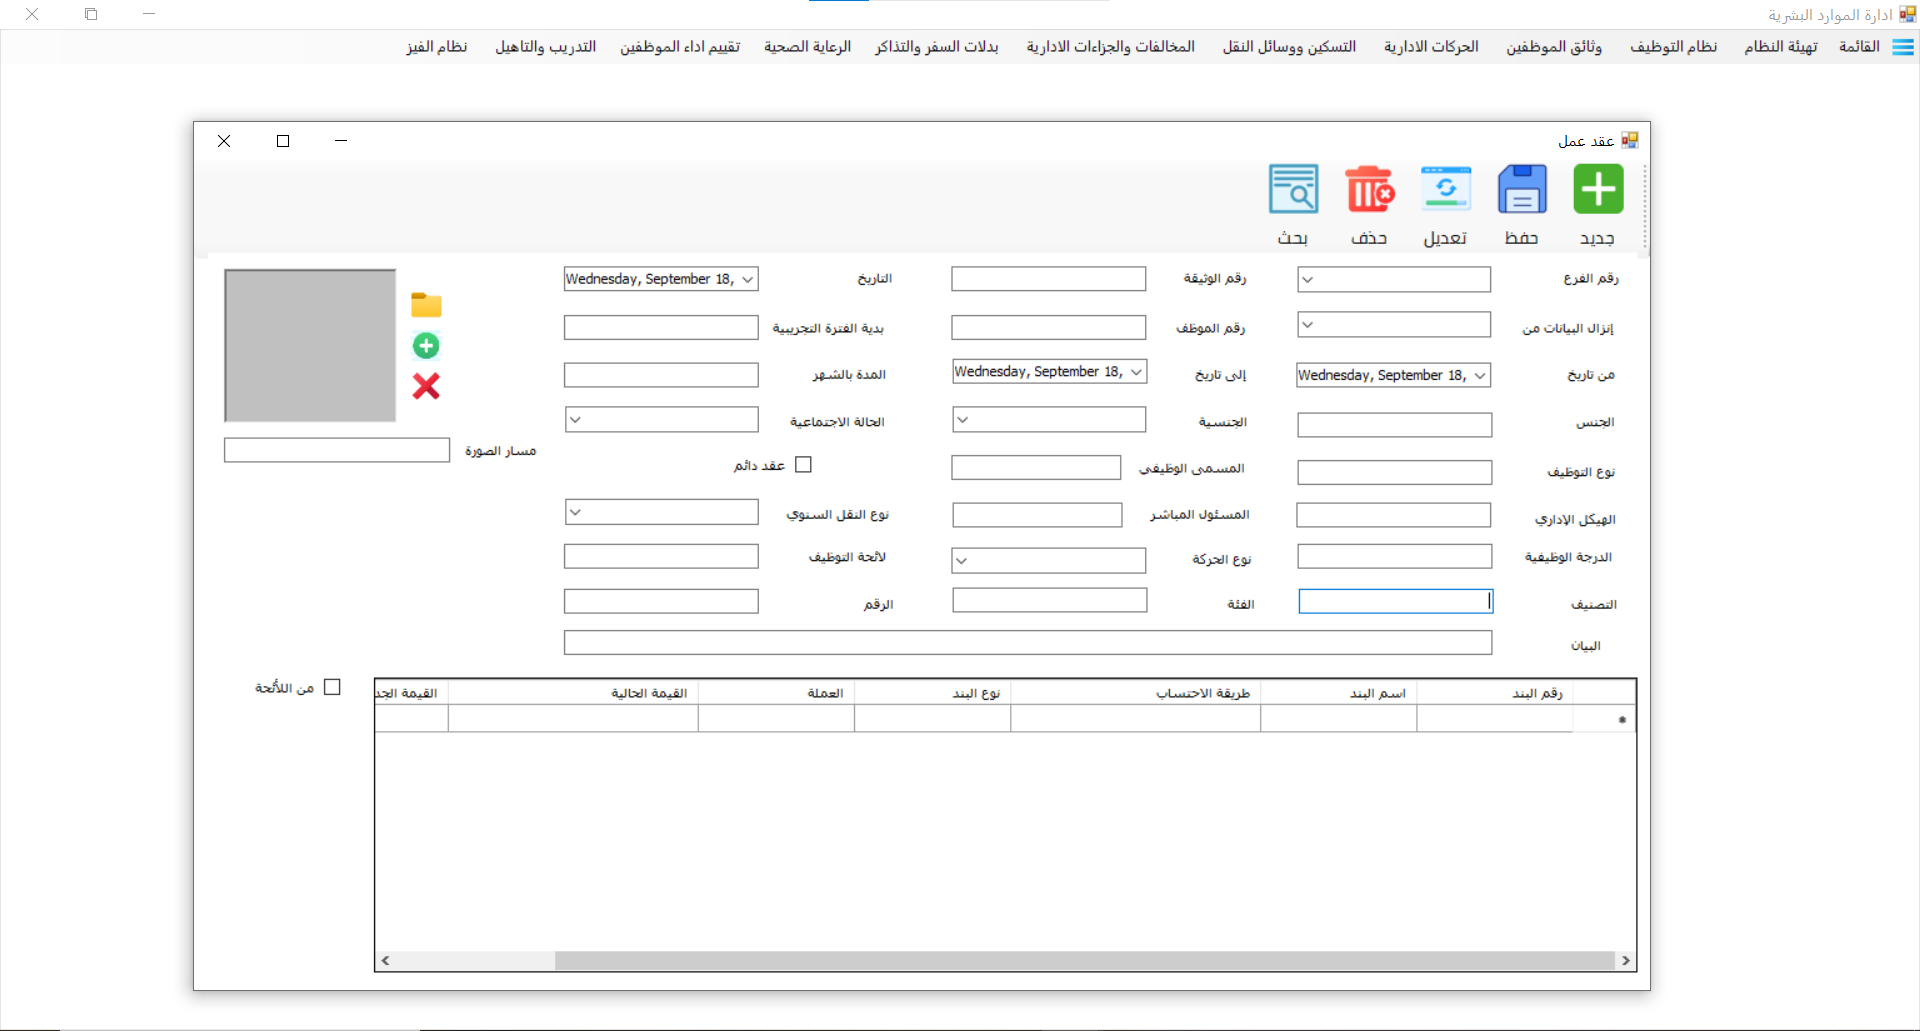 ادارة الموارد البشرية
القائمة تهيئة النظام نظام التوظيف وثائق الموظفين الحركات الادارية التسكين ووسائل النقل المخالفات والجزاءات الادارية بدلات السفر والتذاكر الرعاية الصحية تقييم اداء الموظفين التدريب والتاهيل نظام الفيز
عقد عمل
جديد حفظ تعديل حذف بحث
رقم الفرع رقم الوثيقة التاريخ Wednesday, September 18,
إنزال البيانات من رقم الموظف بدية الفترة التجريبية
من تاريخ Wednesday, September 18, إلى تاريخ Wednesday, September 18, المدة بالشهر
الجنس الجنسية الحالة الاجتماعية
مسار الصورة
نوع التوظيف المسمى الوظيفي عقد دائم
الهيكل الإداري المسئول المباشر نوع النقل السنوي
الدرجة الوظيفية نوع الحركة لائحة التوظيف
التصنيف الفئة الرقم
البيان
من اللأئحة
رقم البند اسم البند طريقة الاحتساب نوع البند العملة القيمة الحالية القيمة الجد